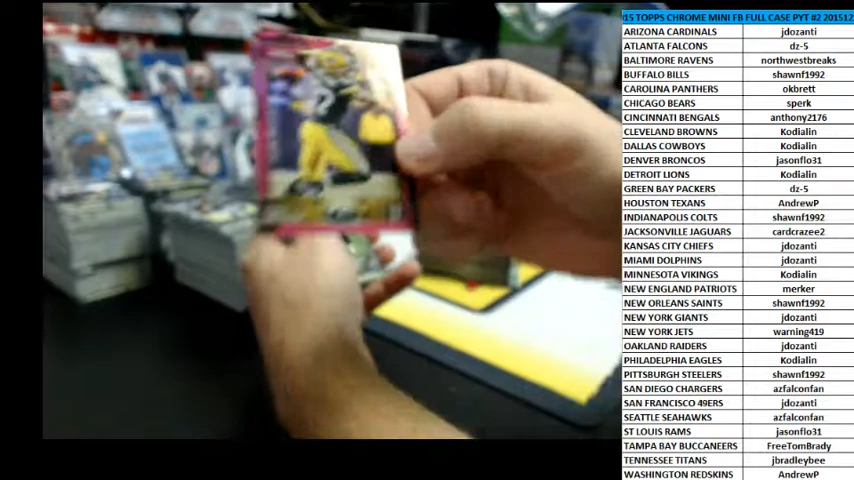 15 TOPPS CHROME MINI FB FULL CASE PYT #2 201512
ARIZONA CARDINALS jdozanti
ATLANTA FALCONS dz-5
BALTIMORE RAVENS northwestbreaks
BUFFALO BILLS shawnf1992
CAROLINA PANTHERS okbrett
CHICAGO BEARS sperk
CINCINNATI BENGALS anthony2176
CLEVELAND BROWNS Kodialin
DALLAS COWBOYS Kodialin
DENVER BRONCOS jasonflo31
DETROIT LIONS Kodialin
GREEN BAY PACKERS dz-5
HOUSTON TEXANS AndrewP
INDIANAPOLIS COLTS shawnf1992
JACKSONVILLE JAGUARS cardcrazee2
KANSAS CITY CHIEFS jdozanti
MIAMI DOLPHINS jdozanti
MINNESOTA VIKINGS Kodialin
NEW ENGLAND PATRIOTS merker
NEW ORLEANS SAINTS shawnf1992
NEW YORK GIANTS jdozanti
NEW YORK JETS warning419
OAKLAND RAIDERS jdozanti
PHILADELPHIA EAGLES Kodialin
PITTSBURGH STEELERS shawnf1992
SAN DIEGO CHARGERS azfalconfan
SAN FRANCISCO 49ERS jdozanti
SEATTLE SEAHAWKS azfalconfan
ST LOUIS RAMS jasonflo31
TAMPA BAY BUCCANEERS FreeTomBrady
TENNESSEE TITANS jbradleybee
WASHINGTON REDSKINS AndrewP